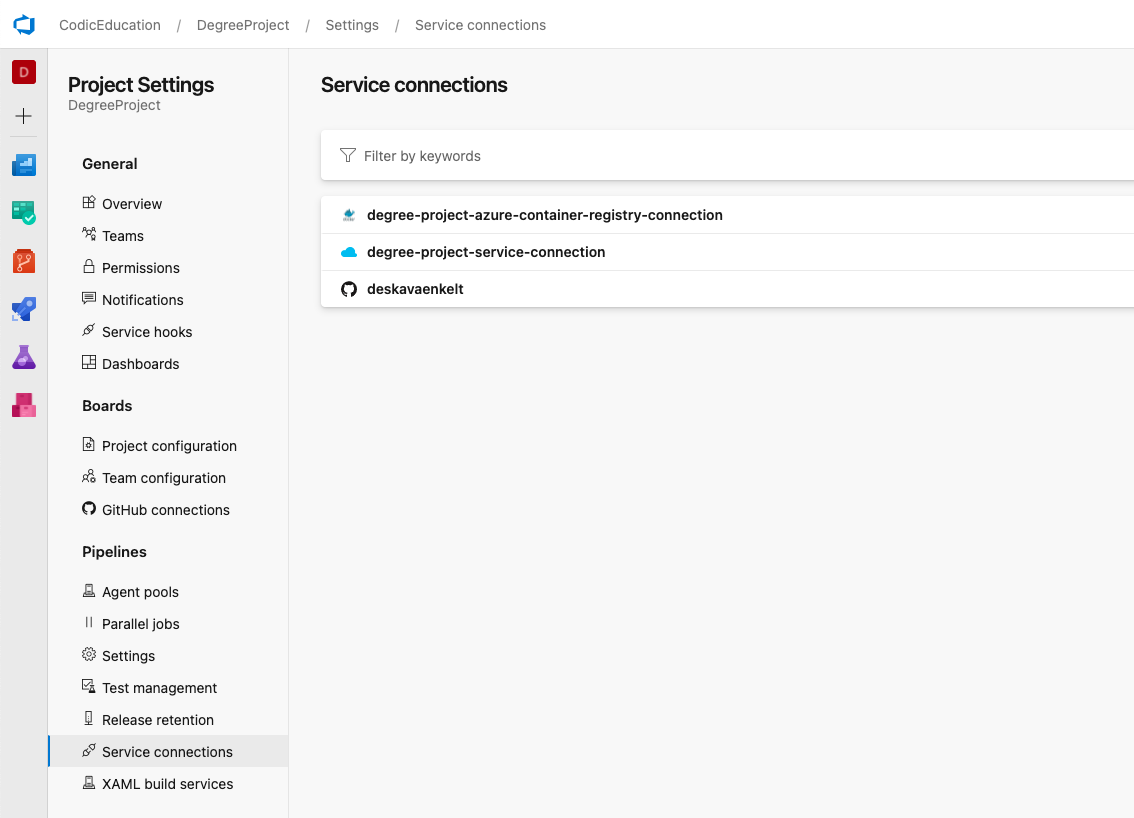 CodicEducation / DegreeProject / Settings / Service connections
D
Project Settings
DegreeProject
General
Overview
Teams
Permissions
Notifications
Service hooks
Dashboards
Boards
Project configuration
Team configuration
GitHub connections
Pipelines
Agent pools
Parallel jobs
Settings
Test management
Release retention
Service connections
XAML build services
Service connections
Filter by keywords
degree-project-azure-container-registry-connection
degree-project-service-connection
deskavaenkelt